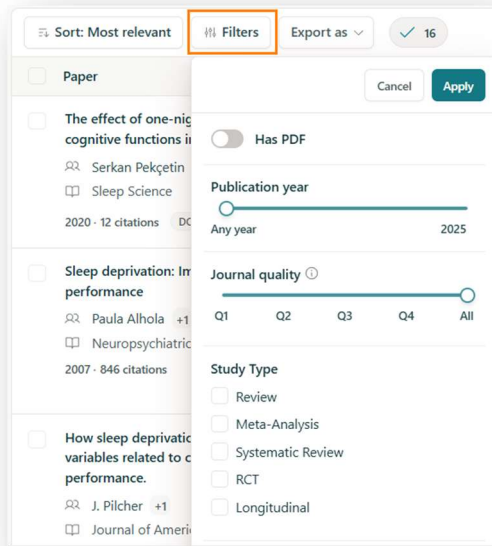 Sort: Most relevant
Filters
Export as
16
Paper
Cancel
Apply
The effect of one-nig
cognitive functions i
Serkan Pekçetin
Sleep Science
2020 · 12 citations
Has PDF
Publication year
Any year
2025
Sleep deprivation: Im
performance
Paula Alhola +1
Neuropsychiatric
2007 · 846 citations
Journal quality
Q1
Q2
Q3
Q4
All
Study Type
Review
Meta-Analysis
Systematic Review
RCT
Longitudinal
How sleep deprivatio
variables related to c
performance.
J. Pilcher +1
Journal of Ameri